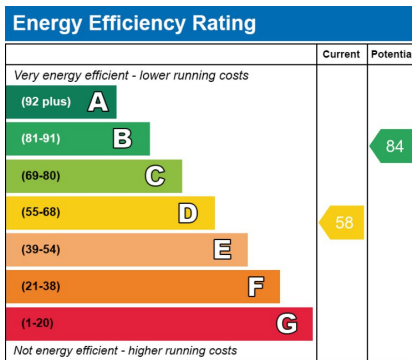 Energy Efficiency Rating
Current Potential
Very energy efficient - lower running costs
(92 plus) A
(81-91) B
84
(69-80) C
(55-68) D
58
(39-54) E
(21-38) F
(1-20) G
Not energy efficient - higher running costs